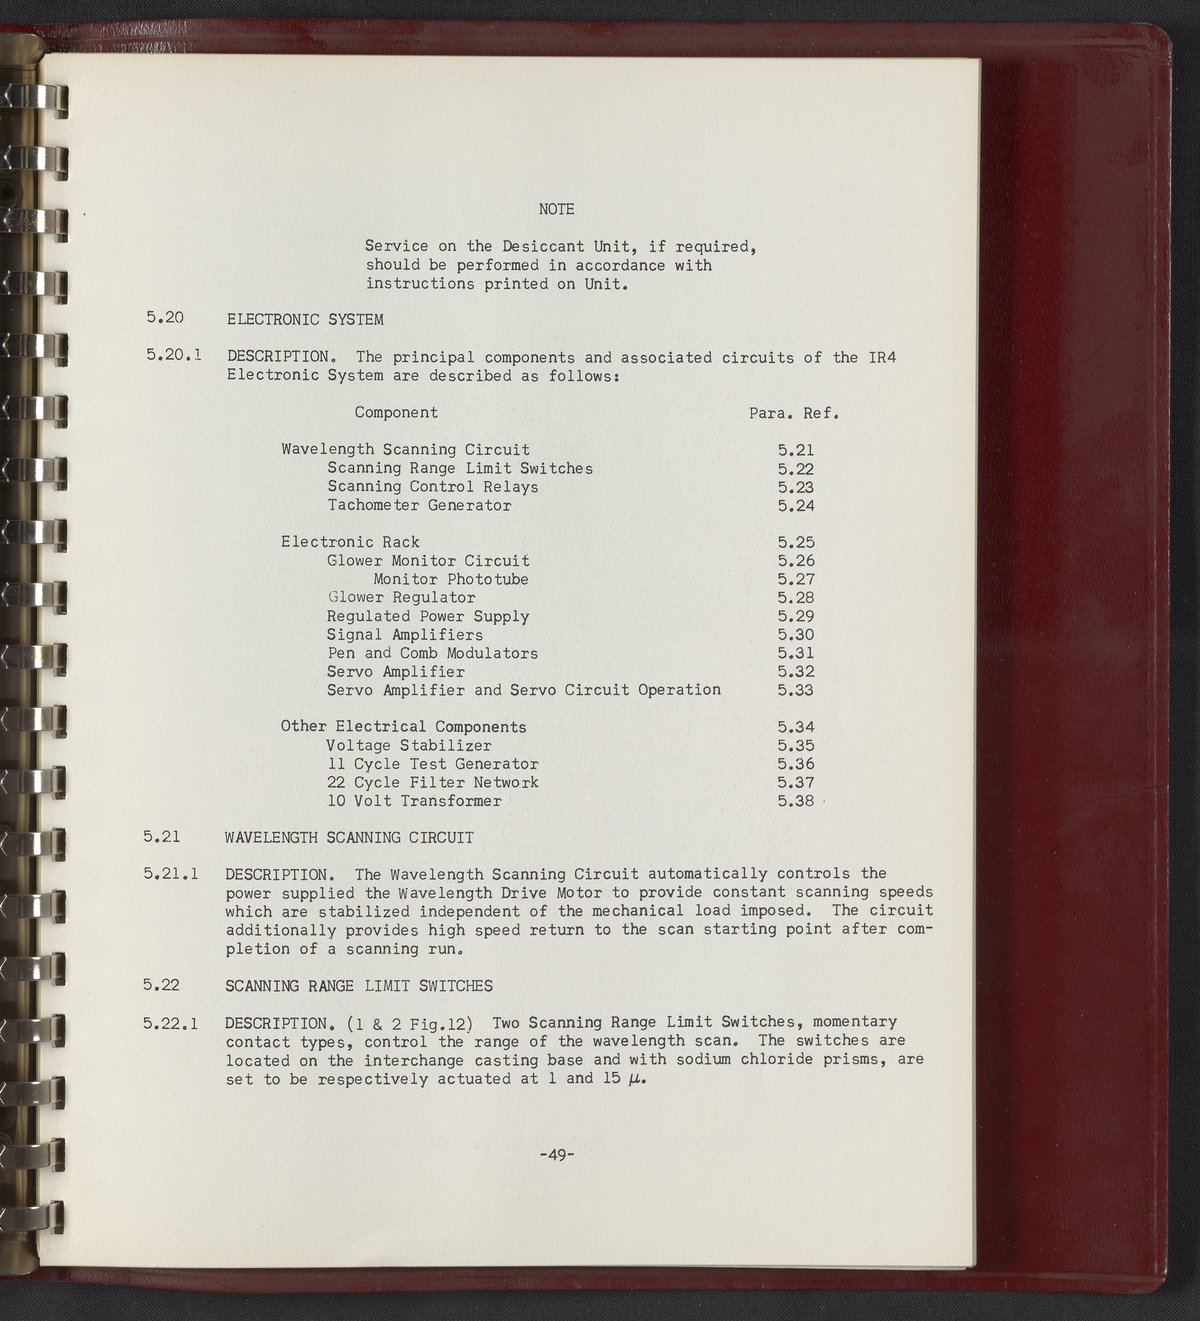 NOTE
Service on the Desiccant Unit, if required,
should be performed in accordance with
instructions printed on Unit.
5.20 ELECTRONIC SYSTEM
5.20.1 DESCRIPTION. The principal components and associated circuits of the IR4
Electronic System are described as follows:
Component Para. Ref.
Wavelength Scanning Circuit 5.21
Scanning Range Limit Switches 5.22
Scanning Control Relays 5.23
Tachometer Generator 5.24
Electronic Rack 5.25
Glower Monitor Circuit 5.26
Monitor Phototube 5.27
Glower Regulator 5.28
Regulated Power Supply 5.29
Signal Amplifiers 5.30
Pen and Comb Modulators 5.31
Servo Amplifier 5.32
Servo Amplifier and Servo Circuit Operation 5.33
Other Electrical Components 5.34
Voltage Stabilizer 5.35
11 Cycle Test Generator 5.36
22 Cycle Filter Network 5.37
10 Volt Transformer 5.38
5.21 WAVELENGTH SCANNING CIRCUIT
5.21.1 DESCRIPTION. The Wavelength Scanning Circuit automatically controls the
power supplied the Wavelength Drive Motor to provide constant scanning speeds
which are stabilized independent of the mechanical load imposed. The circuit
additionally provides high speed return to the scan starting point after com-
pletion of a scanning run.
5.22 SCANNING RANGE LIMIT SWITCHES
5.22.1 DESCRIPTION. (1 & 2 Fig.12) Two Scanning Range Limit Switches, momentary
contact types, control the range of the wavelength scan. The switches are
located on the interchange casting base and with sodium chloride prisms, are
set to be respectively actuated at 1 and 15 μ.
-49-